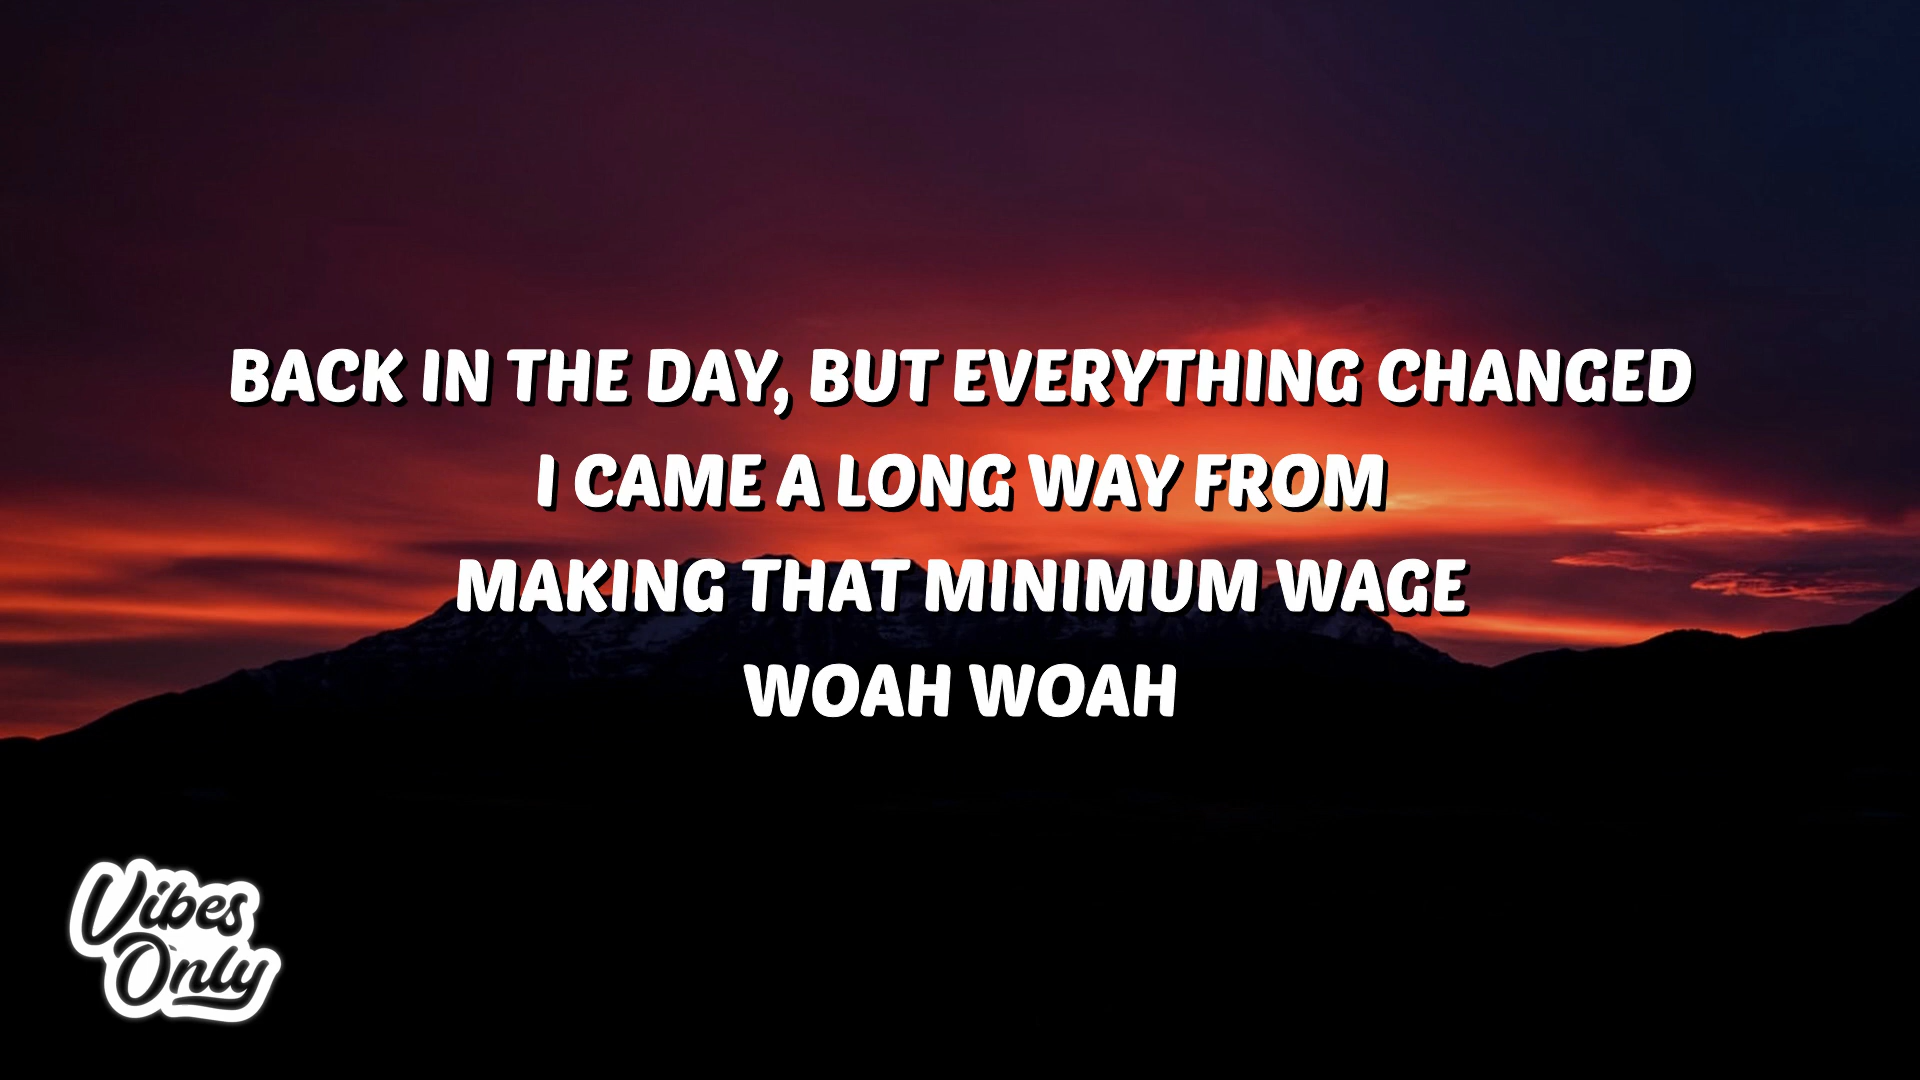 BACK IN THE DAY, BUT EVERYTHING CHANGED
I CAME A LONG WAY FROM
MAKING THAT MINIMUM WAGE
WOAH WOAH
Vibes
Only